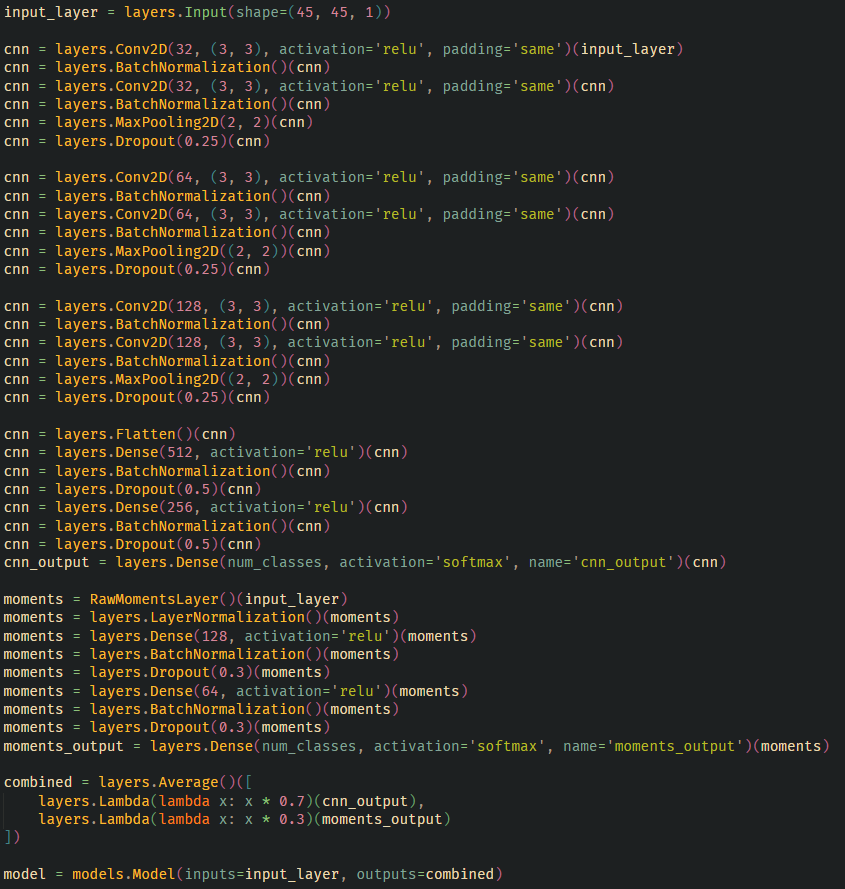 input_layer = layers.Input(shape=(45, 45, 1))

cnn = layers.Conv2D(32, (3, 3), activation='relu', padding='same')(input_layer)
cnn = layers.BatchNormalization()(cnn)
cnn = layers.Conv2D(32, (3, 3), activation='relu', padding='same')(cnn)
cnn = layers.BatchNormalization()(cnn)
cnn = layers.MaxPooling2D(2, 2)(cnn)
cnn = layers.Dropout(0.25)(cnn)

cnn = layers.Conv2D(64, (3, 3), activation='relu', padding='same')(cnn)
cnn = layers.BatchNormalization()(cnn)
cnn = layers.Conv2D(64, (3, 3), activation='relu', padding='same')(cnn)
cnn = layers.BatchNormalization()(cnn)
cnn = layers.MaxPooling2D((2, 2))(cnn)
cnn = layers.Dropout(0.25)(cnn)

cnn = layers.Conv2D(128, (3, 3), activation='relu', padding='same')(cnn)
cnn = layers.BatchNormalization()(cnn)
cnn = layers.Conv2D(128, (3, 3), activation='relu', padding='same')(cnn)
cnn = layers.BatchNormalization()(cnn)
cnn = layers.MaxPooling2D((2, 2))(cnn)
cnn = layers.Dropout(0.25)(cnn)

cnn = layers.Flatten()(cnn)
cnn = layers.Dense(512, activation='relu')(cnn)
cnn = layers.BatchNormalization()(cnn)
cnn = layers.Dropout(0.5)(cnn)
cnn = layers.Dense(256, activation='relu')(cnn)
cnn = layers.BatchNormalization()(cnn)
cnn = layers.Dropout(0.5)(cnn)
cnn_output = layers.Dense(num_classes, activation='softmax', name='cnn_output')(cnn)

moments = RawMomentsLayer()(input_layer)
moments = layers.LayerNormalization()(moments)
moments = layers.Dense(128, activation='relu')(moments)
moments = layers.BatchNormalization()(moments)
moments = layers.Dropout(0.3)(moments)
moments = layers.Dense(64, activation='relu')(moments)
moments = layers.BatchNormalization()(moments)
moments = layers.Dropout(0.3)(moments)
moments_output = layers.Dense(num_classes, activation='softmax', name='moments_output')(moments)

combined = layers.Average()([
    layers.Lambda(lambda x: x * 0.7)(cnn_output),
    layers.Lambda(lambda x: x * 0.3)(moments_output)
])

model = models.Model(inputs=input_layer, outputs=combined)